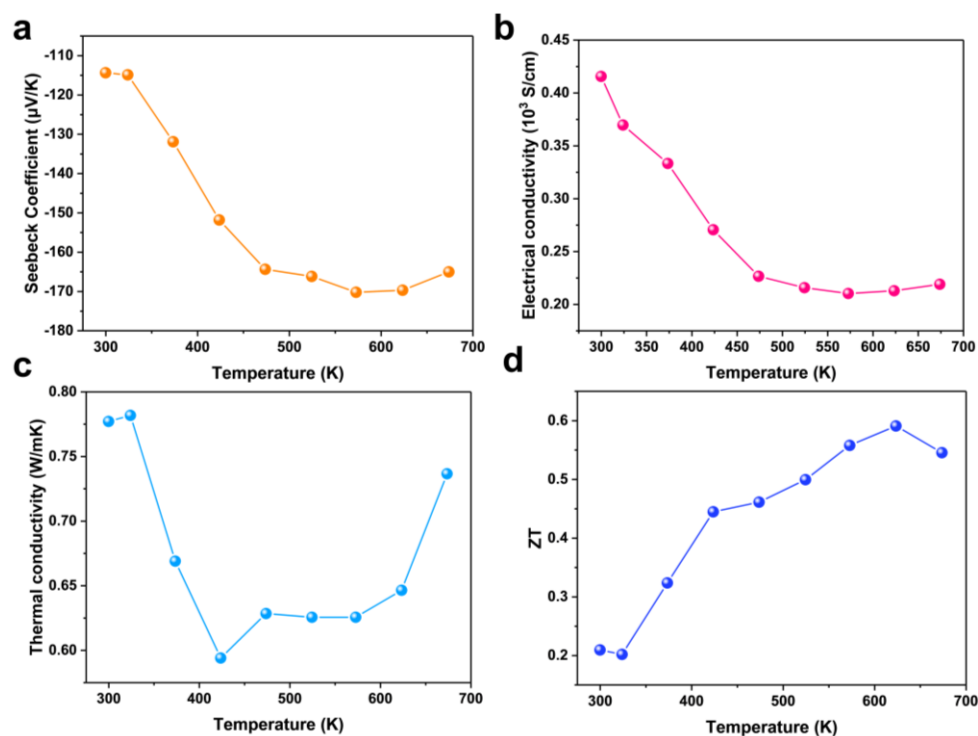 a
Seebeck Coefficient (μV/K)
-110
-120
-130
-140
-150
-160
-170
-180
300 400 500 600 700
Temperature (K)
b
Electrical conductivity (10³ S/cm)
0.45
0.40
0.35
0.30
0.25
0.20
300 350 400 450 500 550 600 650 700
Temperature (K)
c
Thermal conductivity (W/mK)
0.80
0.75
0.70
0.65
0.60
300 400 500 600 700
Temperature (K)
d
ZT
0.6
0.5
0.4
0.3
0.2
300 400 500 600 700
Temperature (K)